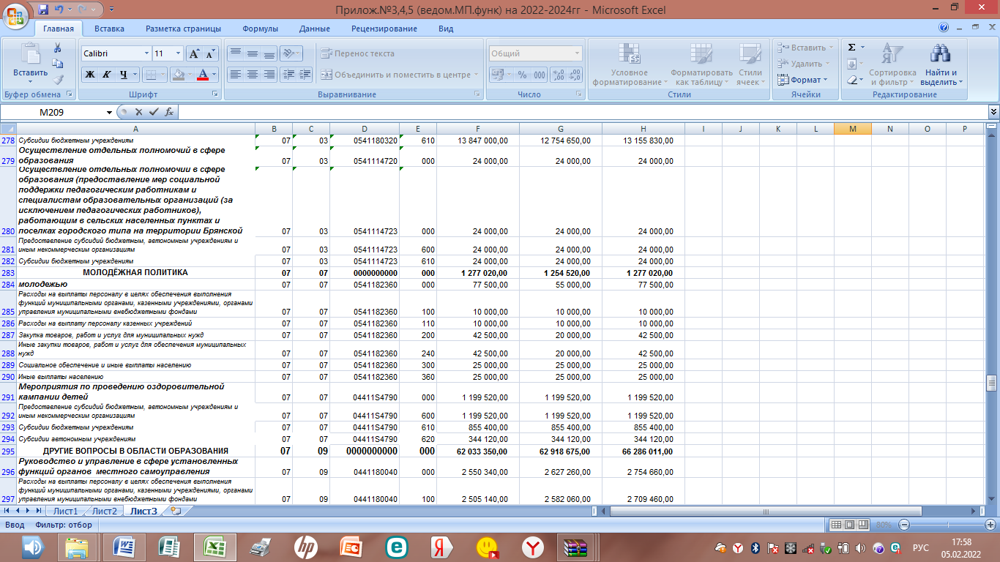 Прилож.№3,4,5 (ведом.МП.функ) на 2022-2024гг - Microsoft Excel
Главная Вставка Разметка страницы Формулы Данные Рецензирование Вид
Вставить
Буфер обмена
Calibri 11
Ж К Ч
Шрифт
Перенос текста
Объединить и поместить в центре
Выравнивание
Общий
% 000
Число
Условное форматирование
Форматировать как таблицу
Стили ячеек
Стили
Вставить
Удалить
Формат
Ячейки
Σ
Сортировка и фильтр
Найти и выделить
Редактирование
M209 fx
A B C D E F G H I J K L M N O P
278 Субсидии бюджетным учреждениям 07 03 0541180320 610 13 847 000,00 12 754 650,00 13 155 830,00
Осуществление отдельных полномочий в сфере
279 образования 07 03 0541114720 000 24 000,00 24 000,00 24 000,00
Осуществление отдельных полномочий в сфере
образования (предоставление мер социальной
поддержки педагогическим работникам и
специалистам образовательных организаций (за
исключением педагогических работников),
работающим в сельских населенных пунктах и
280 поселках городского типа на территории Брянской 07 03 0541114723 000 24 000,00 24 000,00 24 000,00
Предоставление субсидий бюджетным, автономным учреждениям и
281 иным некоммерческим организациям 07 03 0541114723 600 24 000,00 24 000,00 24 000,00
282 Субсидии бюджетным учреждениям 07 03 0541114723 610 24 000,00 24 000,00 24 000,00
283 МОЛОДЁЖНАЯ ПОЛИТИКА 07 07 0000000000 000 1 277 020,00 1 254 520,00 1 277 020,00
284 молодежью 07 07 0541182360 000 77 500,00 55 000,00 77 500,00
Расходы на выплаты персоналу в целях обеспечения выполнения
функций муниципальными органами, казенными учреждениями, органами
285 управления муниципальными внебюджетными фондами 07 07 0541182360 100 10 000,00 10 000,00 10 000,00
286 Расходы на выплату персоналу казенных учреждений 07 07 0541182360 110 10 000,00 10 000,00 10 000,00
287 Закупка товаров, работ и услуг для муниципальных нужд 07 07 0541182360 200 42 500,00 20 000,00 42 500,00
Иные закупки товаров, работ и услуг для обеспечения муниципальных
288 нужд 07 07 0541182360 240 42 500,00 20 000,00 42 500,00
289 Социальное обеспечение и иные выплаты населению 07 07 0541182360 300 25 000,00 25 000,00 25 000,00
290 Иные выплаты населению 07 07 0541182360 360 25 000,00 25 000,00 25 000,00
Мероприятия по проведению оздоровительной
291 кампании детей 07 07 04411S4790 000 1 199 520,00 1 199 520,00 1 199 520,00
Предоставление субсидий бюджетным, автономным учреждениям и
292 иным некоммерческим организациям 07 07 04411S4790 600 1 199 520,00 1 199 520,00 1 199 520,00
293 Субсидии бюджетным учреждениям 07 07 04411S4790 610 855 400,00 855 400,00 855 400,00
294 Субсидии автономным учреждениям 07 07 04411S4790 620 344 120,00 344 120,00 344 120,00
295 ДРУГИЕ ВОПРОСЫ В ОБЛАСТИ ОБРАЗОВАНИЯ 07 09 0000000000 000 62 033 350,00 62 918 675,00 66 286 011,00
Руководство и управление в сфере установленных
296 функций органов местного самоуправления 07 09 0441180040 000 2 550 340,00 2 627 260,00 2 754 660,00
Расходы на выплаты персоналу в целях обеспечения выполнения
функций муниципальными органами, казенными учреждениями, органами
297 управления муниципальными внебюджетными фондами 07 09 0441180040 100 2 505 140,00 2 582 060,00 2 709 460,00
Лист1 Лист2 Лист3
Ввод Фильтр: отбор 80%
РУС 17:58
05.02.2022